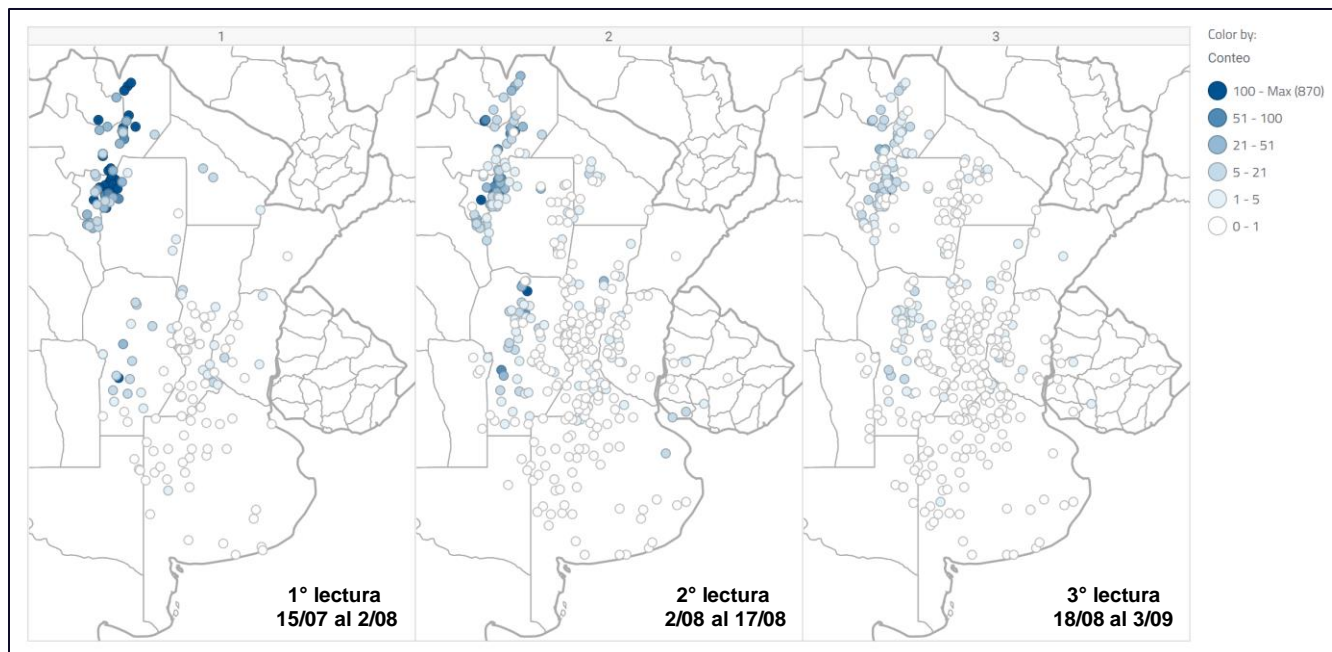 1
2
3
Color by:
Conteo
100 - Max (870)
51 - 100
21 - 51
5 - 21
1 - 5
0 - 1
1° lectura
15/07 al 2/08
2° lectura
2/08 al 17/08
3° lectura
18/08 al 3/09